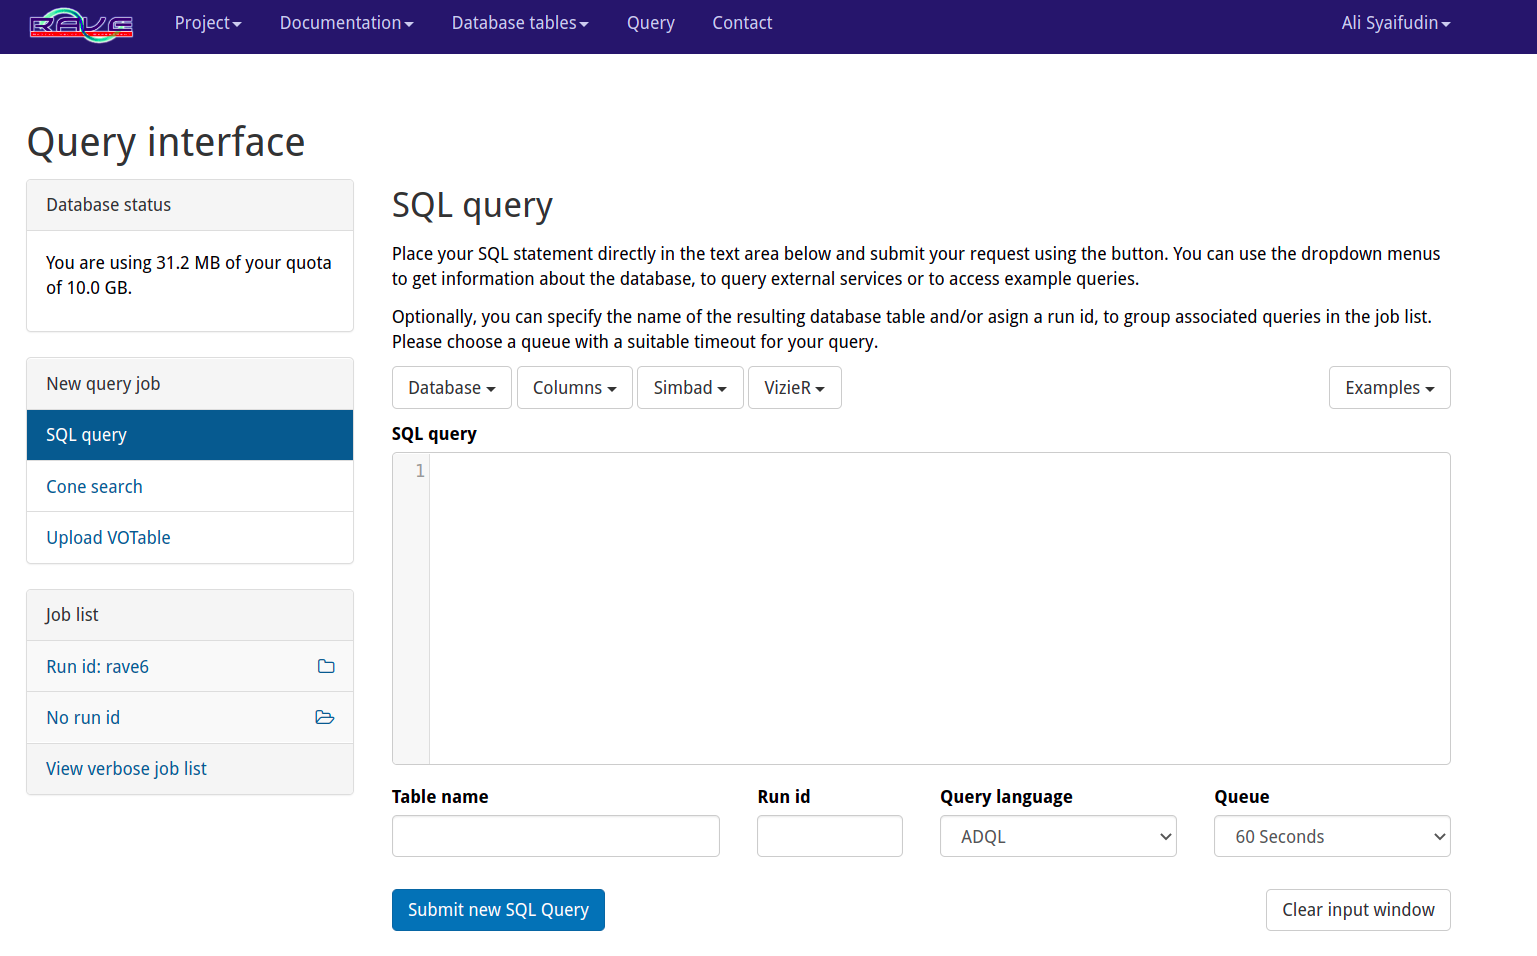 RAVE
Project
Documentation
Database tables
Query
Contact
Ali Syaifudin
Query interface
Database status
You are using 31.2 MB of your quota
of 10.0 GB.
New query job
SQL query
Cone search
Upload VOTable
Job list
Run id: rave6
No run id
View verbose job list
SQL query
Place your SQL statement directly in the text area below and submit your request using the button. You can use the dropdown menus
to get information about the database, to query external services or to access example queries.
Optionally, you can specify the name of the resulting database table and/or asign a run id, to group associated queries in the job list.
Please choose a queue with a suitable timeout for your query.
Database
Columns
Simbad
VizieR
Examples
SQL query
1
Table name
Run id
Query language
Queue
ADQL
60 Seconds
Submit new SQL Query
Clear input window